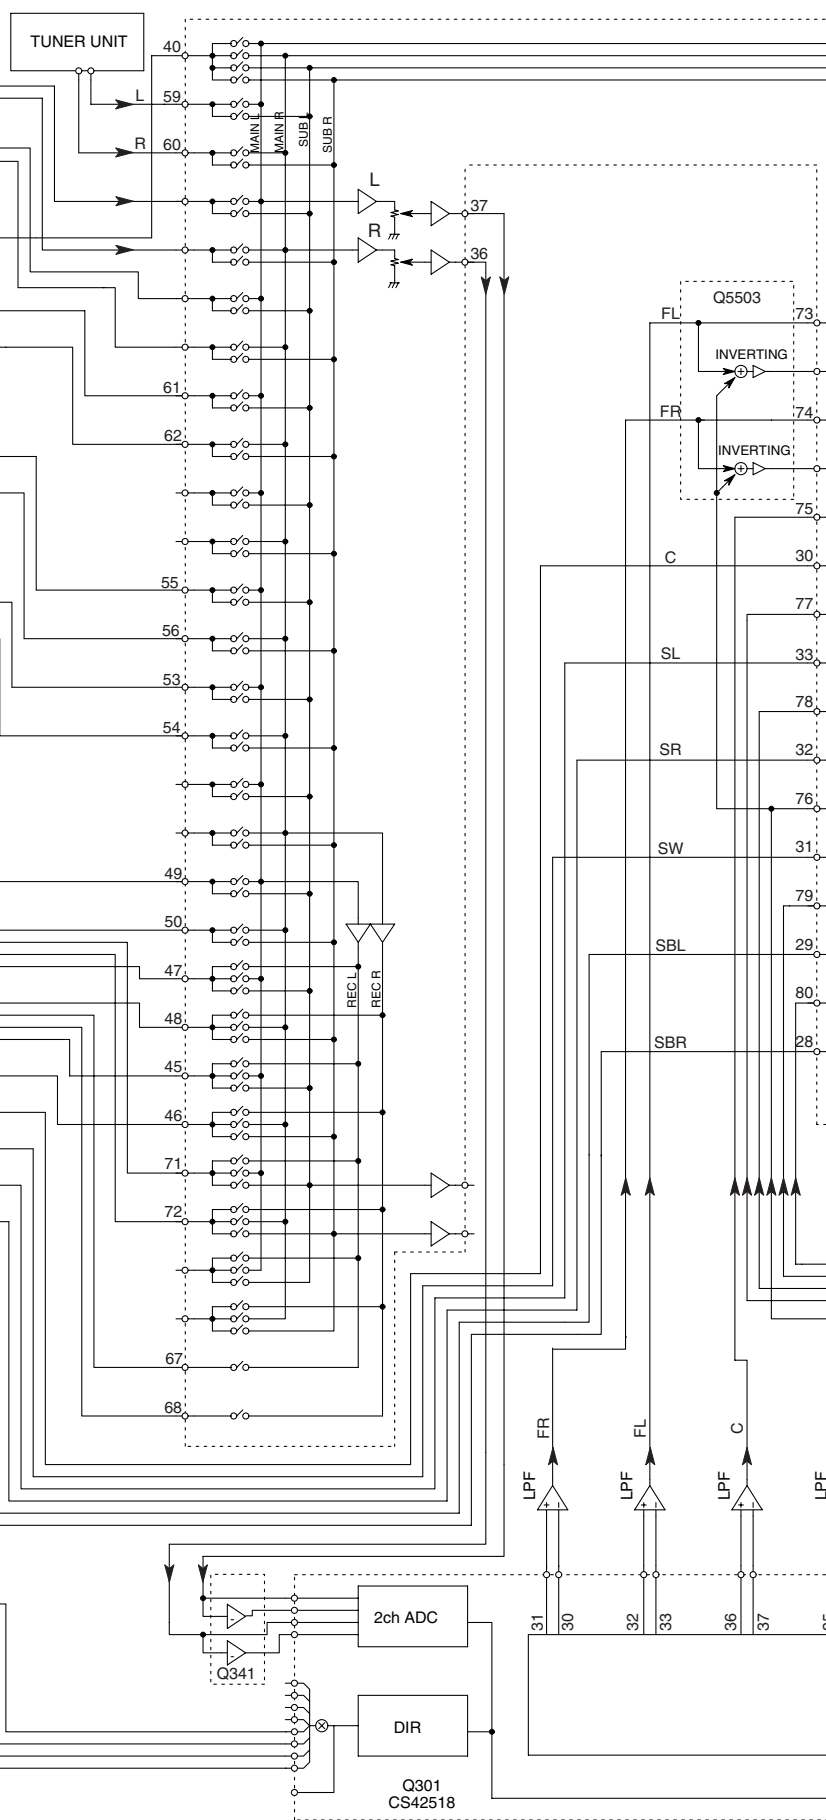 TUNER UNIT
40
L 59
MAIN L
MAIN R
SUB L
SUB R
R 60
L
37
R
36
Q5503
FL 73
INVERTING
61
FR 74
62
INVERTING
75
C 30
55
77
56
SL 33
53
78
54
SR 32
76
SW 31
49
79
50
SBL 29
47
REC L
REC R
80
48
SBR 28
45
46
71
72
67
68
FR
FL
C
LPF
LPF
LPF
LPF
+ –
+ –
+ –
2ch ADC
31
30
32
33
36
37
-
-
Q341
DIR
Q301
CS42518